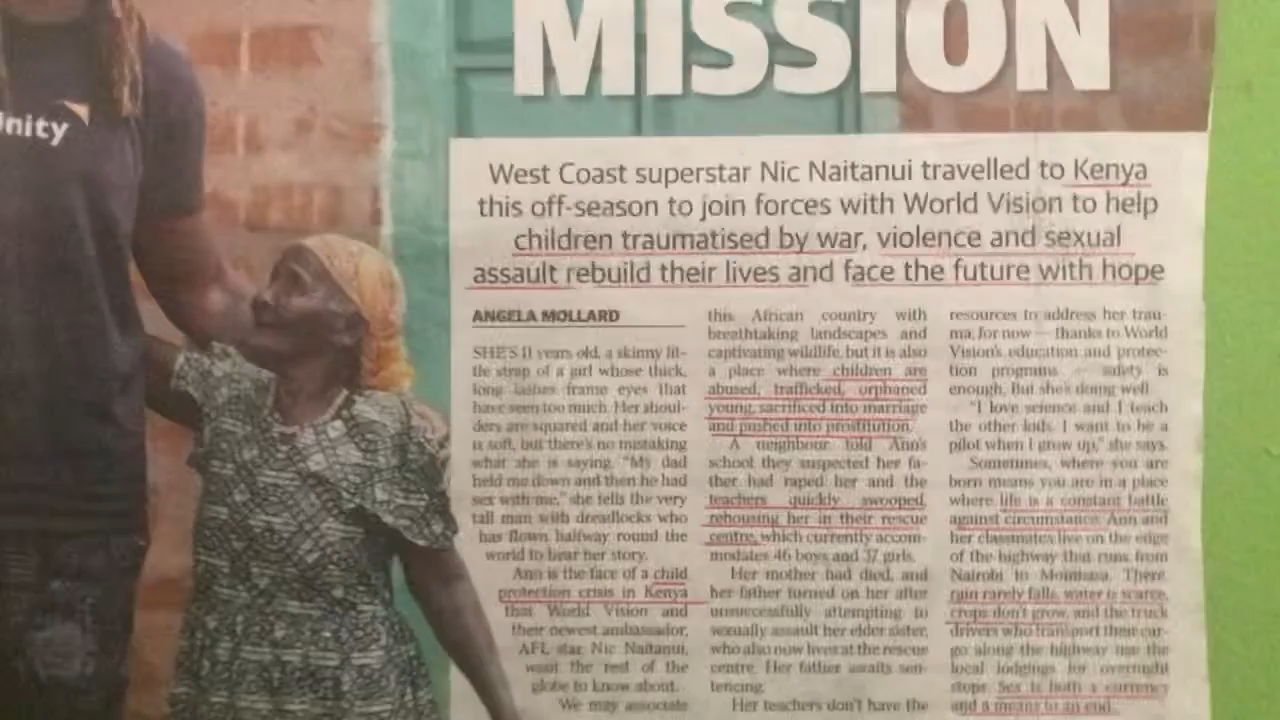 MISSION
unity
West Coast superstar Nic Naitanui travelled to Kenya
this off-season to join forces with World Vision to help
children traumatised by war, violence and sexual
assault rebuild their lives and face the future with hope
ANGELA MOLLARD
SHE'S 11 years old, a skinny lit-
tle strap of a girl whose thick,
long lashes frame eyes that
have seen too much. Her shoul-
ders are squared and her voice
is soft, but there's no mistaking
what she is saying. "My dad
held me down and then he had
sex with me," she tells the very
tall man with dreadlocks who
has flown halfway round the
world to hear her story.
Ann is the face of a child
protection crisis in Kenya
that World Vision and
their newest ambassador,
AFL star Nic Naitanui,
want the rest of the
globe to know about.
We may associate
this African country with
breathtaking landscapes and
captivating wildlife, but it is also
a place where children are
abused, trafficked, orphaned
young, sacrificed into marriage
and pushed into prostitution.
A neighbour told Ann's
school they suspected her fa-
ther had raped her and the
teachers quickly swooped,
rehousing her in their rescue
centre, which currently accom-
modates 46 boys and 37 girls.
Her mother had died, and
her father turned on her after
unsuccessfully attempting to
sexually assault her elder sister,
who also now lives at the rescue
centre. Her father awaits sen-
tencing.
Her teachers don't have the
resources to address her trau-
ma, for now — thanks to World
Vision's education and protec-
tion programs — safety is
enough. But she's doing well.
"I love science and I teach
the other kids. I want to be a
pilot when I grow up," she says.
Sometimes, where you are
born means you are in a place
where life is a constant battle
against circumstance. Ann and
her classmates live on the edge
of the highway that runs from
Nairobi to Mombasa. There,
rain rarely falls, water is scarce,
crops don't grow, and the truck
drivers who transport their car-
go along the highway use the
local lodgings for overnight
stops. Sex is both a currency
and a means to an end.